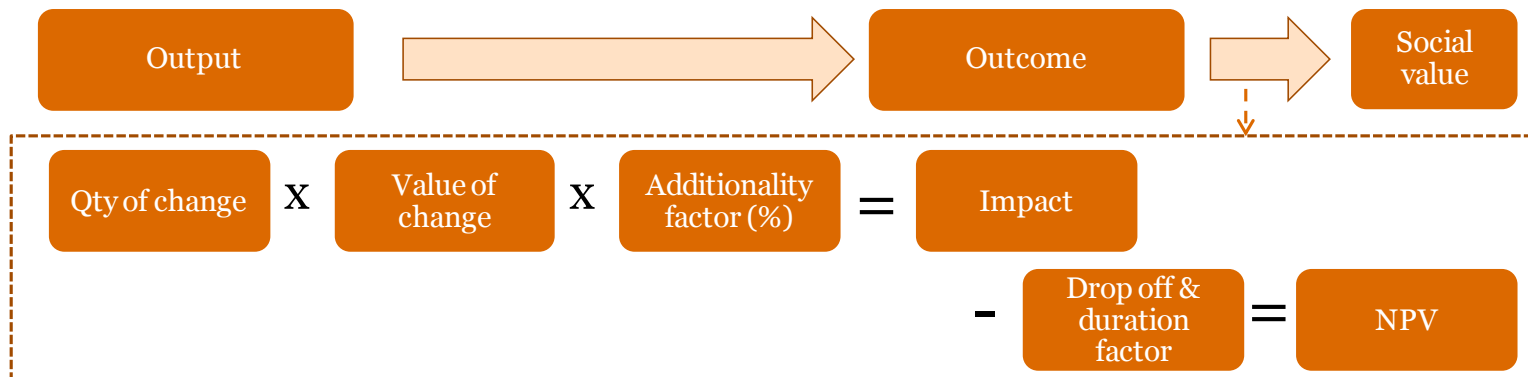 Output
Outcome
Social
value
Qty of change
x
Value of
change
x
Additionality
factor (%)
=
Impact
-
Drop off &
duration
factor
=
NPV